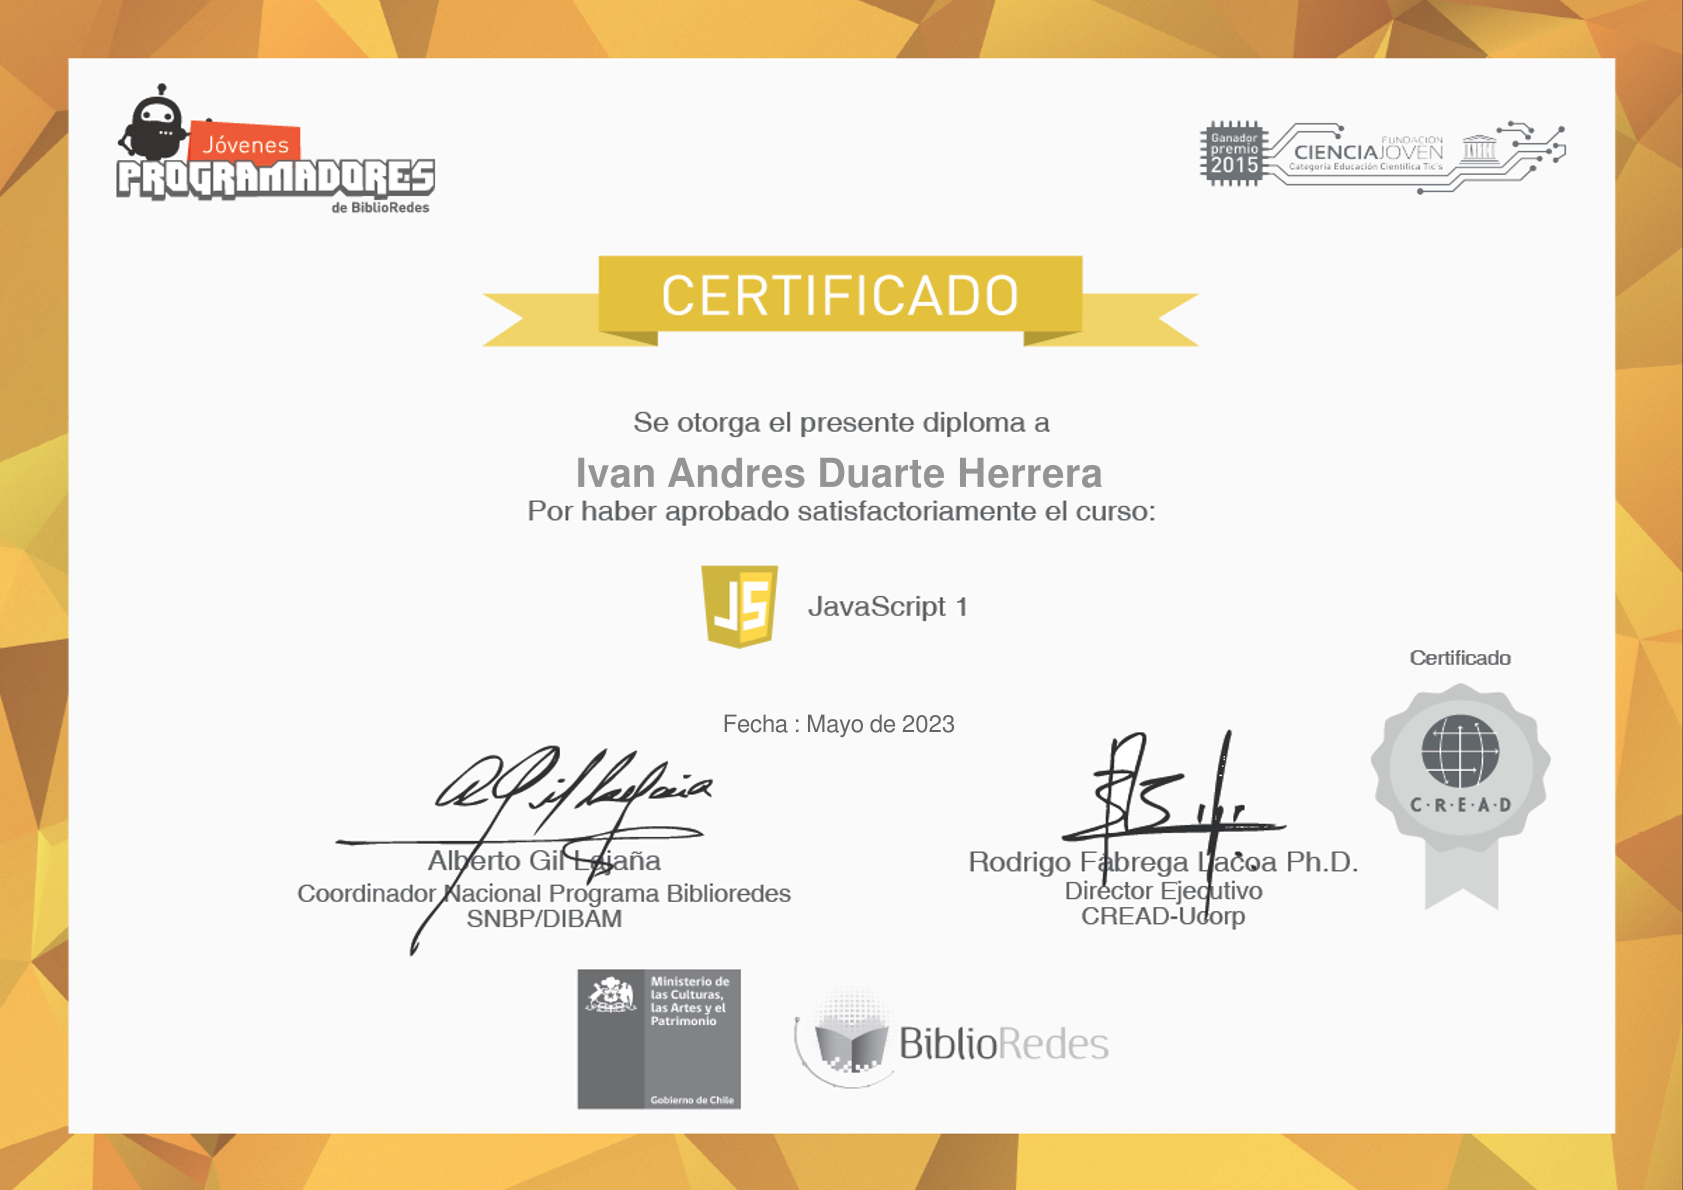 Jóvenes
PROGRAMADORES
de BiblioRedes
Ganador
premio
2015
FUNDACIÓN
CIENCIAJOVEN
Categoría Educación Científica Tic's
CERTIFICADO
Se otorga el presente diploma a
Ivan Andres Duarte Herrera
Por haber aprobado satisfactoriamente el curso:
JS
JavaScript 1
Certificado
C·R·E·A·D
Fecha : Mayo de 2023
Alberto Gil Lejaña
Coordinador Nacional Programa Biblioredes
SNBP/DIBAM
Rodrigo Fábrega Lacoa Ph.D.
Director Ejecutivo
CREAD-Ucorp
Ministerio de
las Culturas,
las Artes y el
Patrimonio
Gobierno de Chile
BiblioRedes